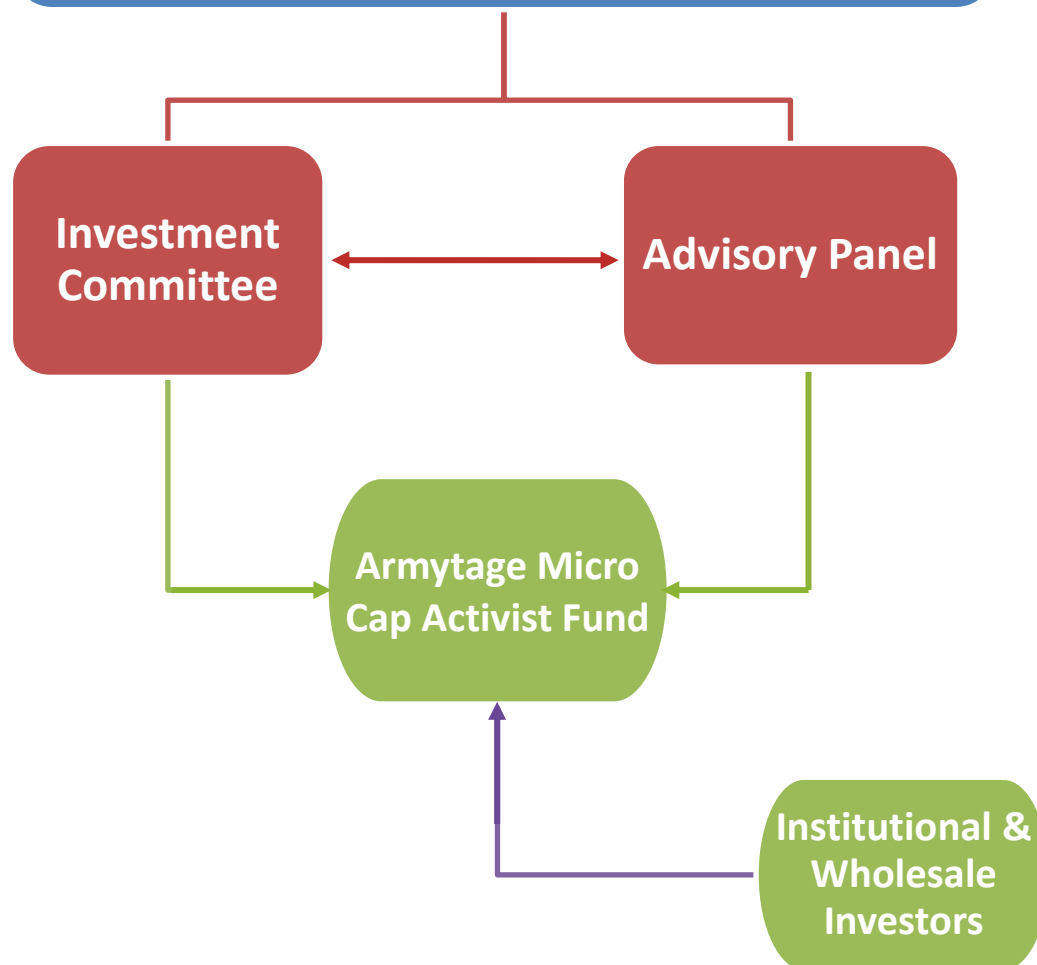 Investment
Committee
Advisory Panel
Armytage Micro
Cap Activist Fund
Institutional &
Wholesale
Investors